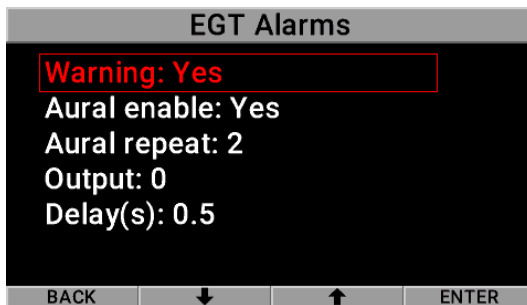 EGT Alarms
Warning: Yes
Aural enable: Yes
Aural repeat: 2
Output: 0
Delay(s): 0.5
BACK ENTER